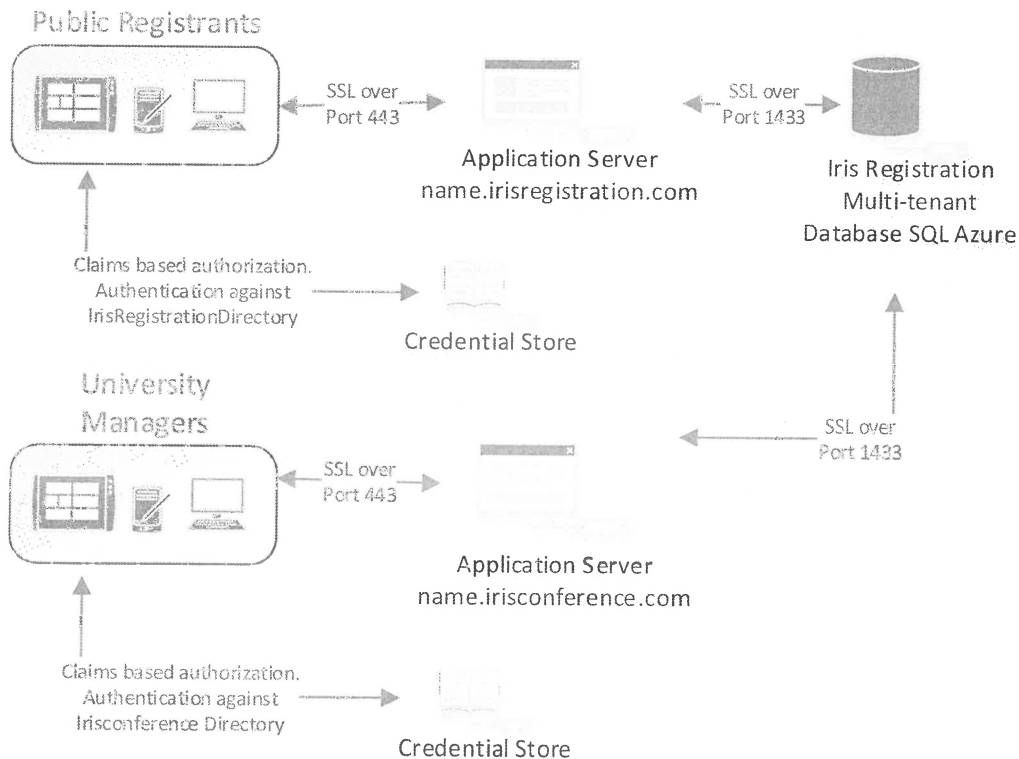 Public Registrants
SSL over
Port 443
SSL over
Port 1433
Application Server
name.irisregistration.com
Iris Registration
Multi-tenant
Database SQL Azure
Claims based authorization.
Authentication against
IrisRegistrationDirectory
Credential Store
University
Managers
SSL over
Port 443
SSL over
Port 1433
Application Server
name.irisconference.com
Claims based authorization.
Authentication against
Irisconference Directory
Credential Store